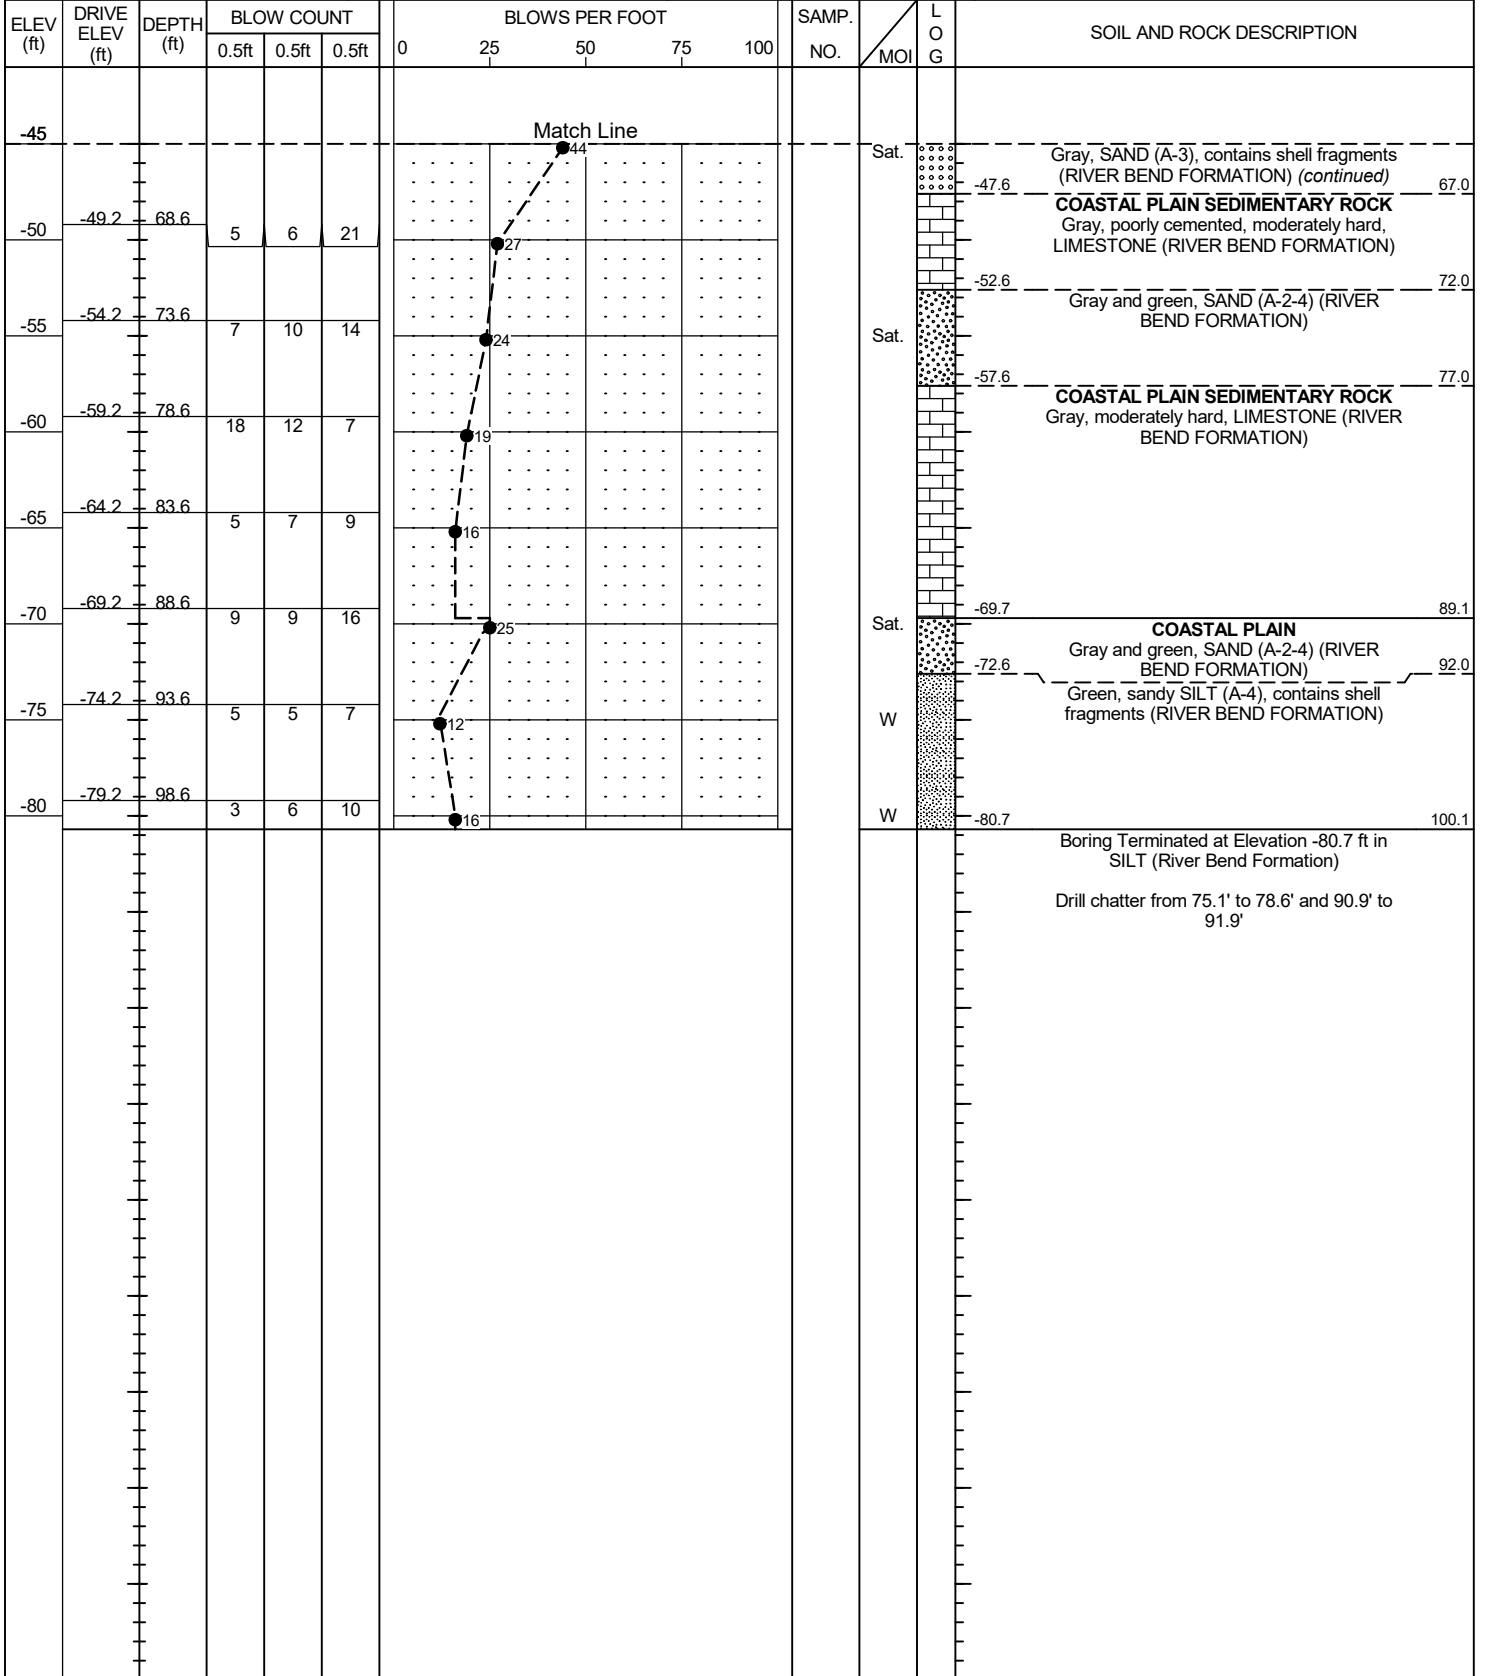 ELEV (ft) DRIVE ELEV (ft) DEPTH (ft) BLOW COUNT BLOWS PER FOOT SAMP. NO. MOI L O G SOIL AND ROCK DESCRIPTION
0.5ft 0.5ft 0.5ft 0 25 50 75 100
Match Line
-45
44
Sat.
Gray, SAND (A-3), contains shell fragments
(RIVER BEND FORMATION) (continued)
-47.6 67.0
COASTAL PLAIN SEDIMENTARY ROCK
Gray, poorly cemented, moderately hard,
LIMESTONE (RIVER BEND FORMATION)
-49.2 68.6
-50 5 6 21
27
-52.6 72.0
Gray and green, SAND (A-2-4) (RIVER
BEND FORMATION)
-54.2 73.6
-55 7 10 14
24 Sat.
-57.6 77.0
COASTAL PLAIN SEDIMENTARY ROCK
Gray, moderately hard, LIMESTONE (RIVER
BEND FORMATION)
-59.2 78.6
-60 18 12 7
19
-64.2 83.6
-65 5 7 9
16
-69.2 88.6
-69.7 89.1
-70 9 9 16
25 Sat.
COASTAL PLAIN
Gray and green, SAND (A-2-4) (RIVER
BEND FORMATION)
-72.6 92.0
Green, sandy SILT (A-4), contains shell
fragments (RIVER BEND FORMATION)
-74.2 93.6
-75 5 5 7
12 W
-79.2 98.6
-80 3 6 10
16 W
-80.7 100.1
Boring Terminated at Elevation -80.7 ft in
SILT (River Bend Formation)
Drill chatter from 75.1' to 78.6' and 90.9' to
91.9'